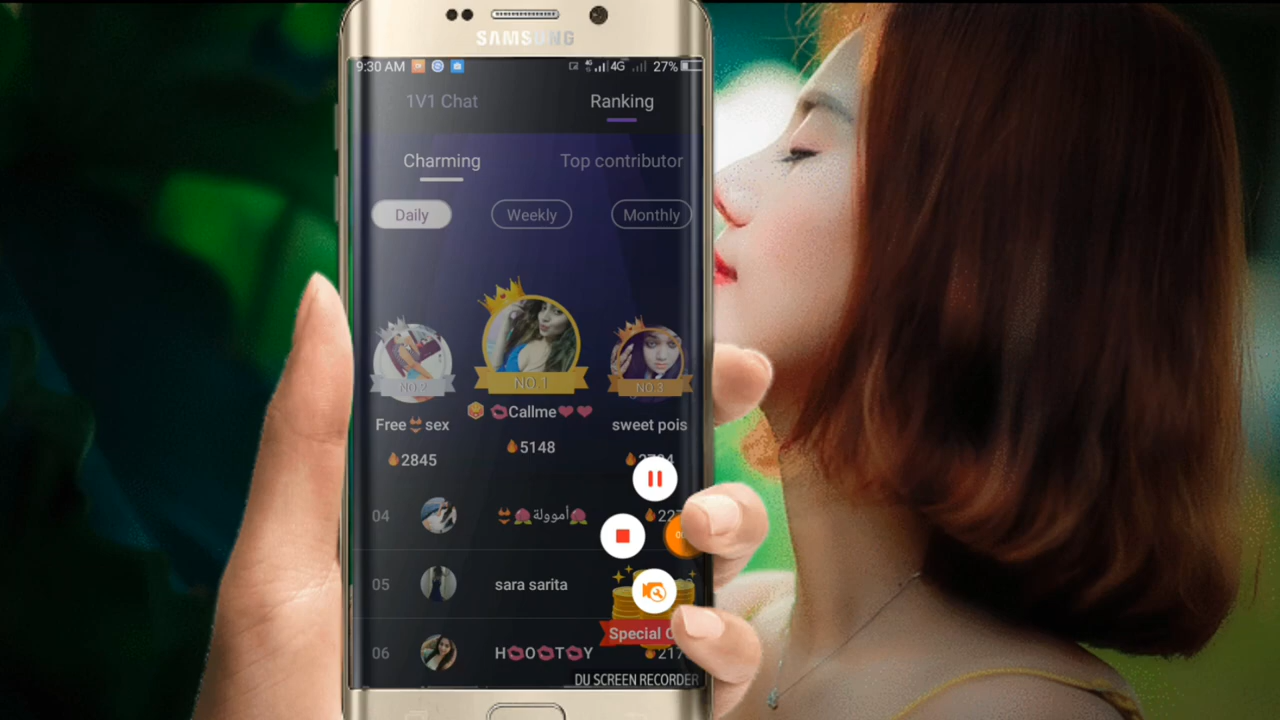 SAMSUNG
9:30 AM 4G 4G 27%
1V1 Chat Ranking
Charming Top contributor
Daily Weekly Monthly
NO.2 NO.1 NO.3
Free👙sex 💋Callme❤❤ sweet pois
2845 5148
04 👙🍑أموولة🍑
05 sara sarita
06 H💋O💋T💋Y 217
Special
DU SCREEN RECORDER